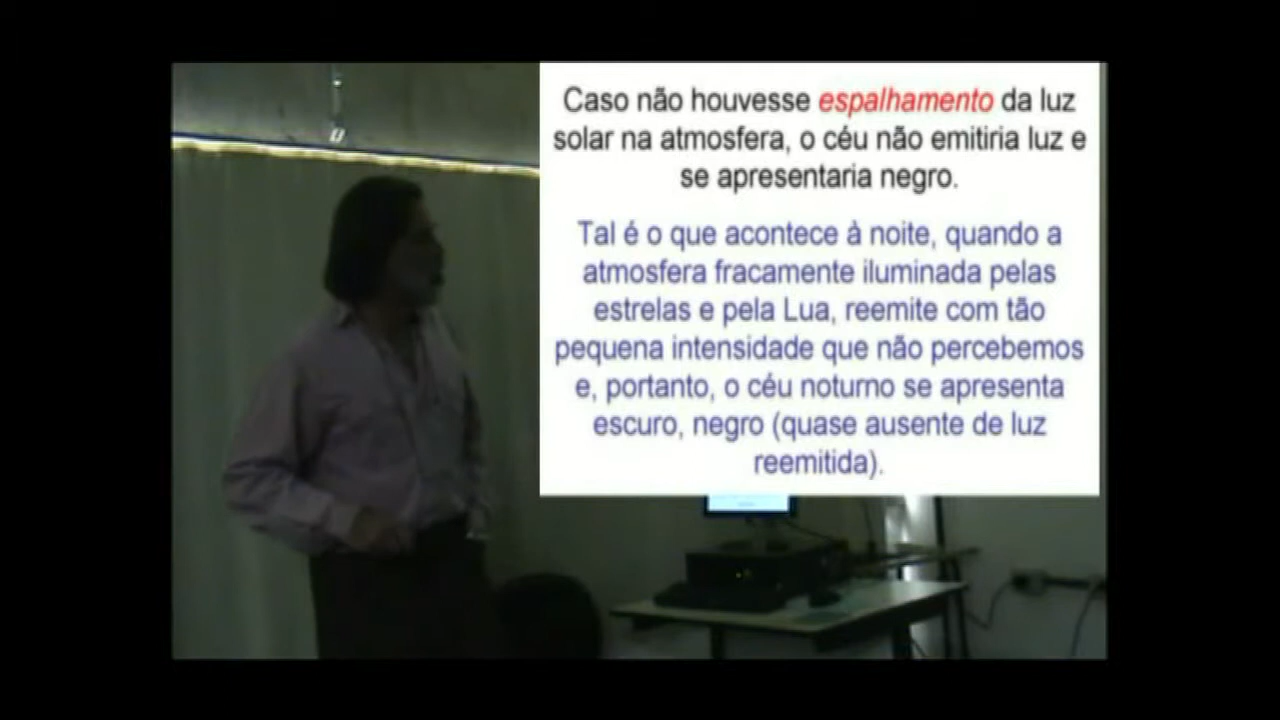 Caso não houvesse espalhamento da luz
solar na atmosfera, o céu não emitiria luz e
se apresentaria negro.
Tal é o que acontece à noite, quando a
atmosfera fracamente iluminada pelas
estrelas e pela Lua, reemite com tão
pequena intensidade que não percebemos
e, portanto, o céu noturno se apresenta
escuro, negro (quase ausente de luz
reemitida).